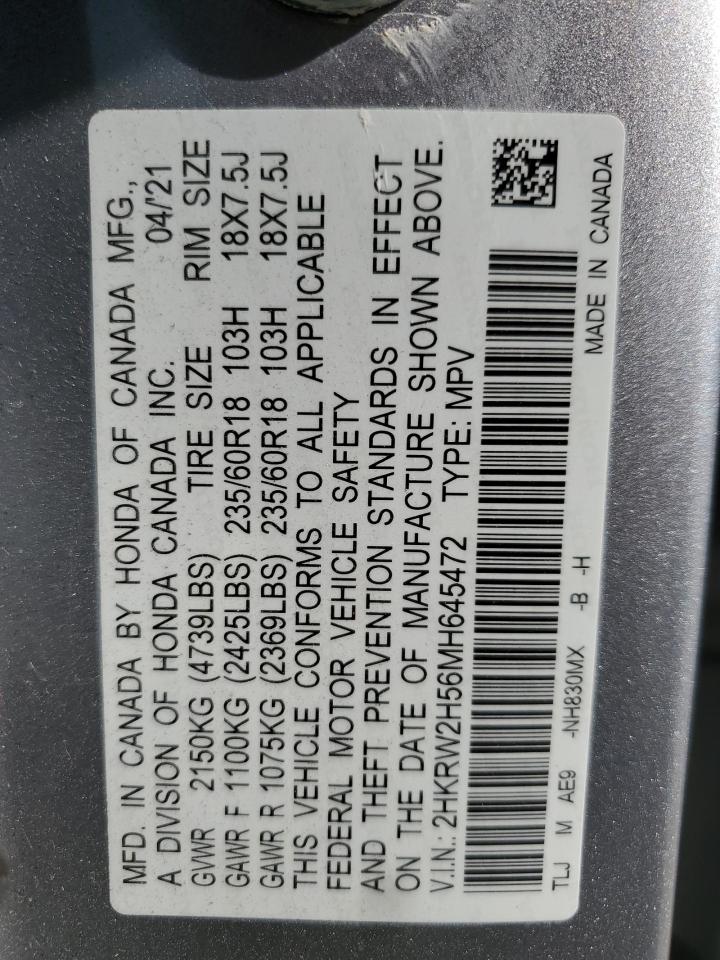 MFD. IN CANADA BY HONDA OF CANADA MFG.,
A DIVISION OF HONDA CANADA INC. 04/'21
GVWR 2150KG (4739LBS) TIRE SIZE RIM SIZE
GAWR F 1100KG (2425LBS) 235/60R18 103H 18X7.5J
GAWR R 1075KG (2369LBS) 235/60R18 103H 18X7.5J
THIS VEHICLE CONFORMS TO ALL APPLICABLE
FEDERAL MOTOR VEHICLE SAFETY
AND THEFT PREVENTION STANDARDS IN EFFECT
ON THE DATE OF MANUFACTURE SHOWN ABOVE.
V.I.N.: 2HKRW2H56MH645472 TYPE: MPV
TLJ M AE9 -NH830MX -B -H MADE IN CANADA